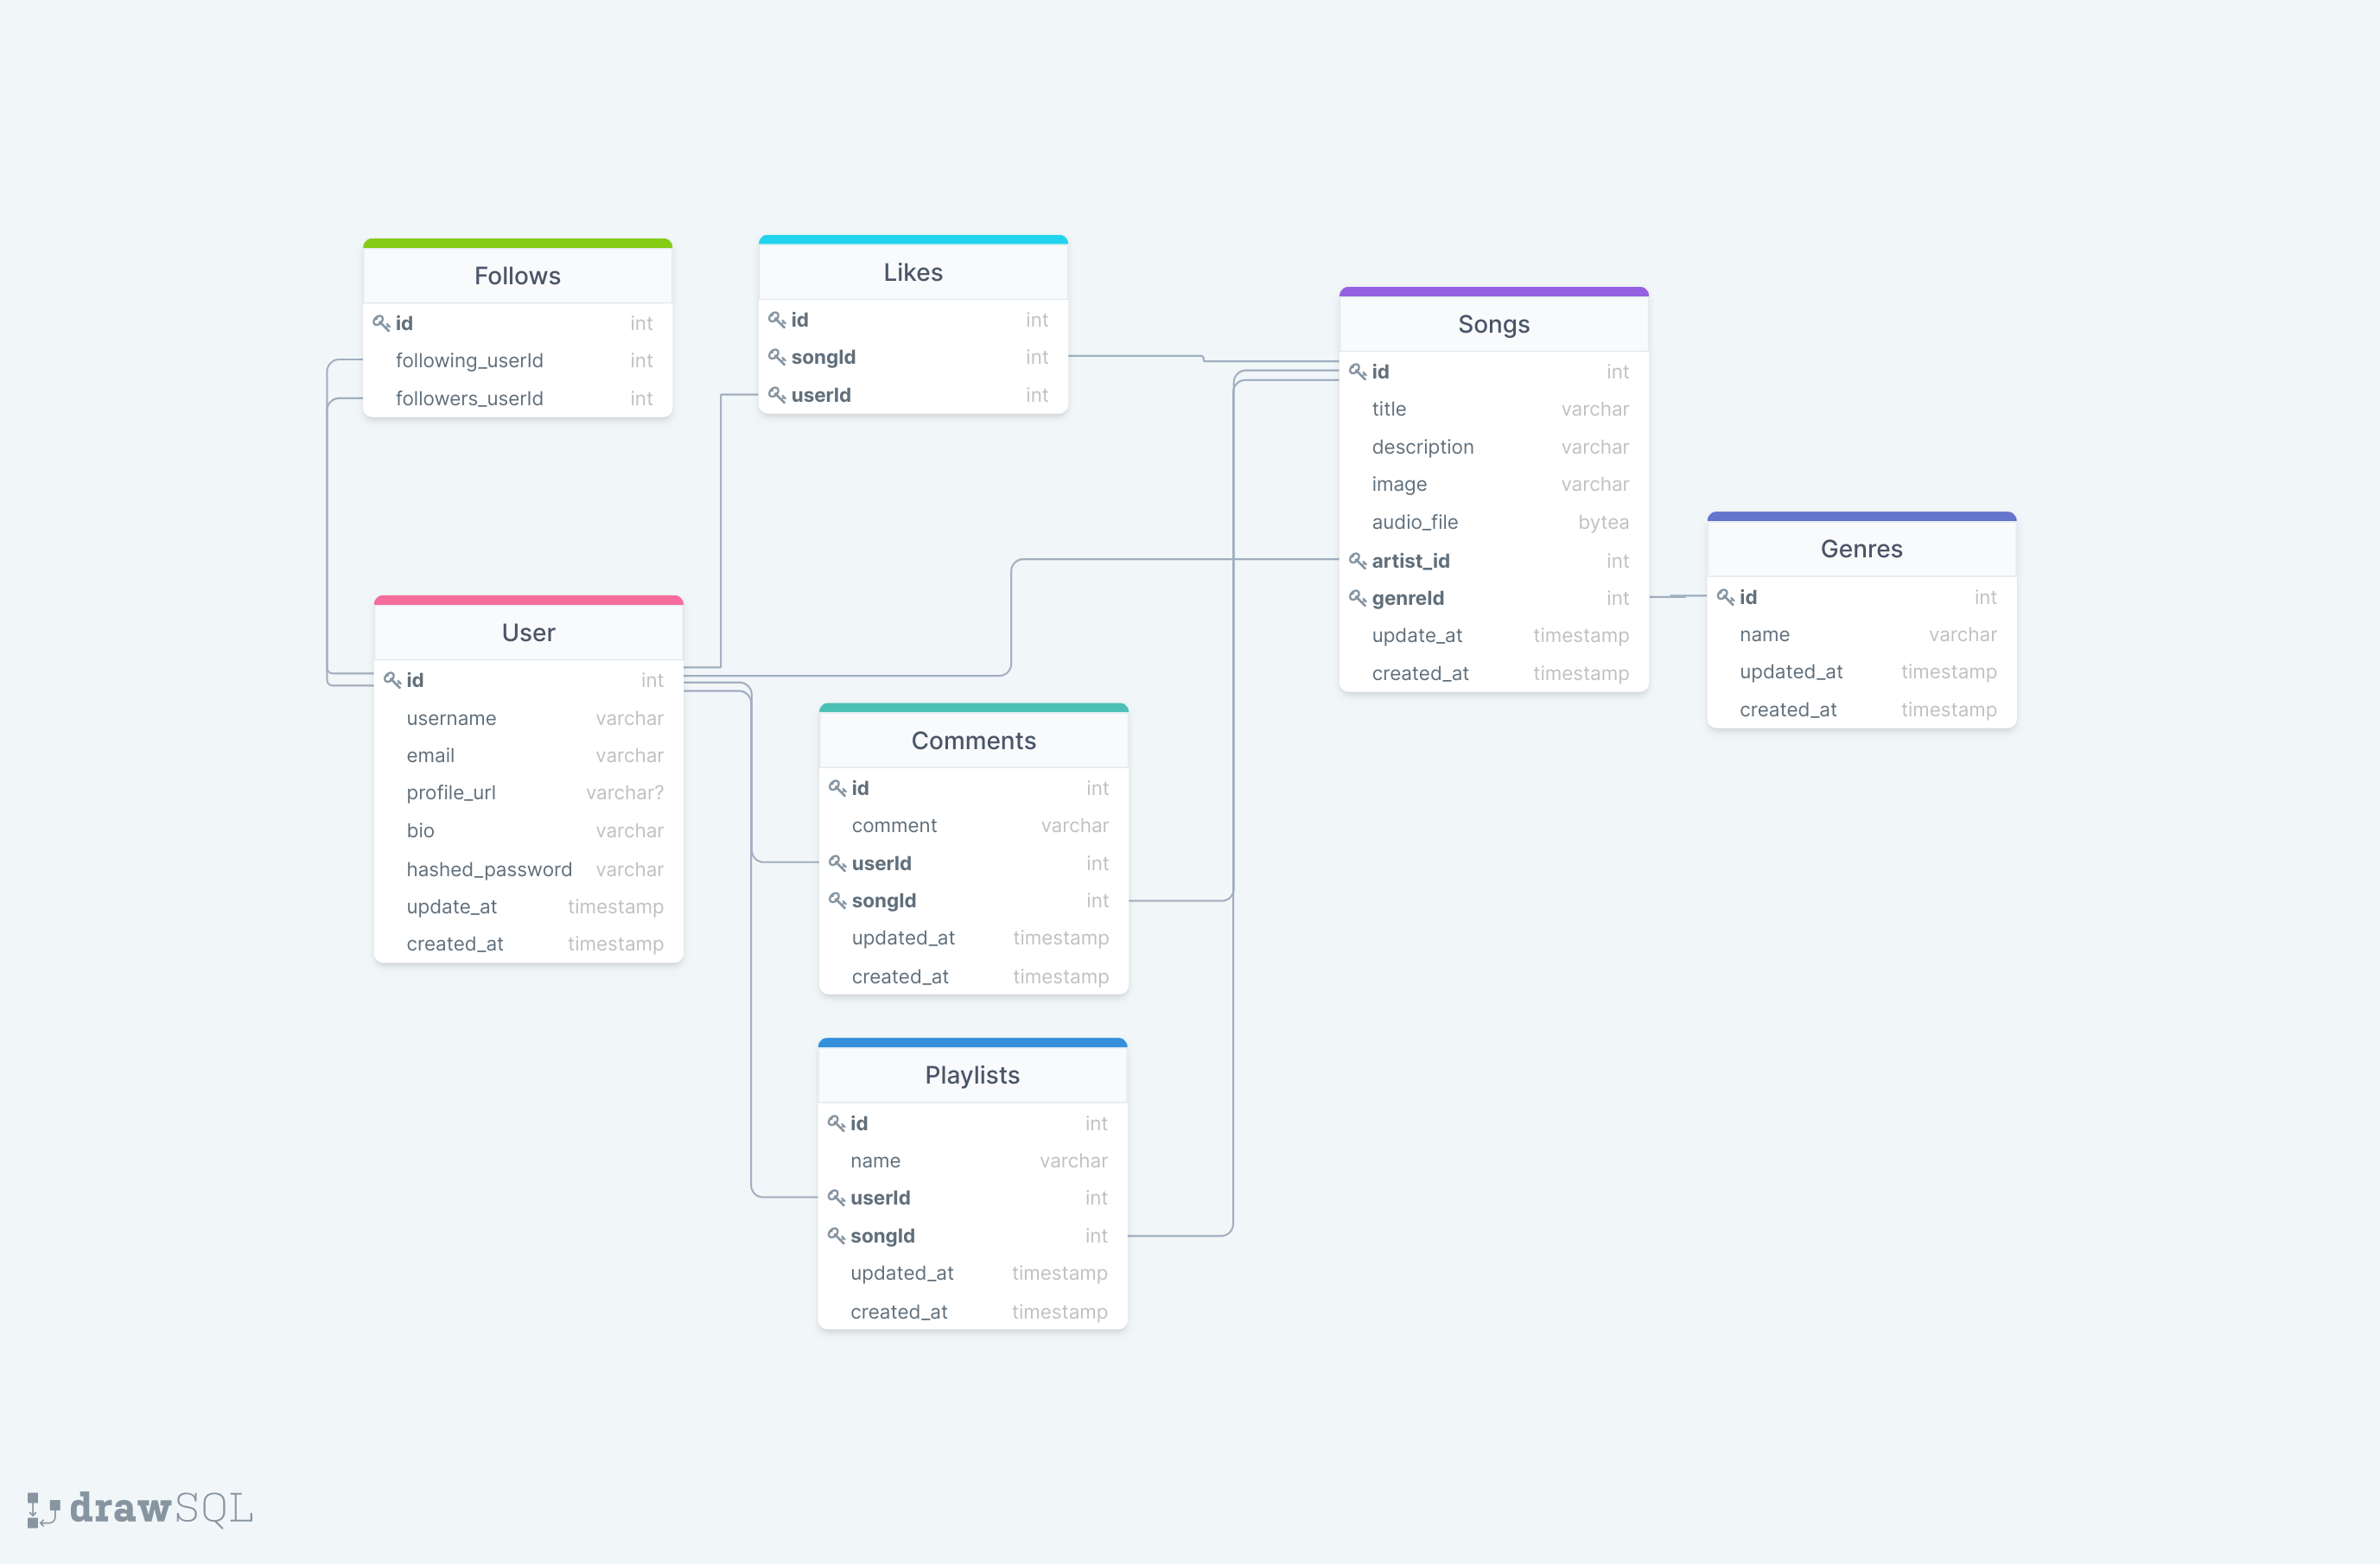 Follows
id int
following_userId int
followers_userId int
Likes
id int
songId int
userId int
Songs
id int
title varchar
description varchar
image varchar
audio_file bytea
artist_id int
genreId int
update_at timestamp
created_at timestamp
Genres
id int
name varchar
updated_at timestamp
created_at timestamp
User
id int
username varchar
email varchar
profile_url varchar?
bio varchar
hashed_password varchar
update_at timestamp
created_at timestamp
Comments
id int
comment varchar
userId int
songId int
updated_at timestamp
created_at timestamp
Playlists
id int
name varchar
userId int
songId int
updated_at timestamp
created_at timestamp
drawSQL